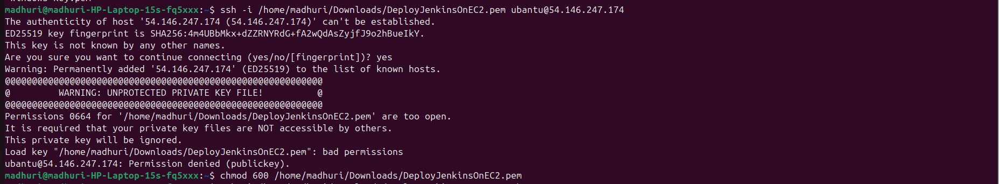 madhuri@madhuri-HP-Laptop-15s-fq5xxx:~$ ssh -i /home/madhuri/Downloads/DeployJenkinsOnEC2.pem ubantu@54.146.247.174
The authenticity of host '54.146.247.174 (54.146.247.174)' can't be established.
ED25519 key fingerprint is SHA256:4m4UBbMkx+dZZRNYRdG+fA2wQdAsZyjfJ9o2hBueIkY.
This key is not known by any other names.
Are you sure you want to continue connecting (yes/no/[fingerprint])? yes
Warning: Permanently added '54.146.247.174' (ED25519) to the list of known hosts.
@@@@@@@@@@@@@@@@@@@@@@@@@@@@@@@@@@@@@@@@@@@@@@@@@@@@@@@@@@@
@         WARNING: UNPROTECTED PRIVATE KEY FILE!          @
@@@@@@@@@@@@@@@@@@@@@@@@@@@@@@@@@@@@@@@@@@@@@@@@@@@@@@@@@@@
Permissions 0664 for '/home/madhuri/Downloads/DeployJenkinsOnEC2.pem' are too open.
It is required that your private key files are NOT accessible by others.
This private key will be ignored.
Load key "/home/madhuri/Downloads/DeployJenkinsOnEC2.pem": bad permissions
ubantu@54.146.247.174: Permission denied (publickey).
madhuri@madhuri-HP-Laptop-15s-fq5xxx:~$ chmod 600 /home/madhuri/Downloads/DeployJenkinsOnEC2.pem